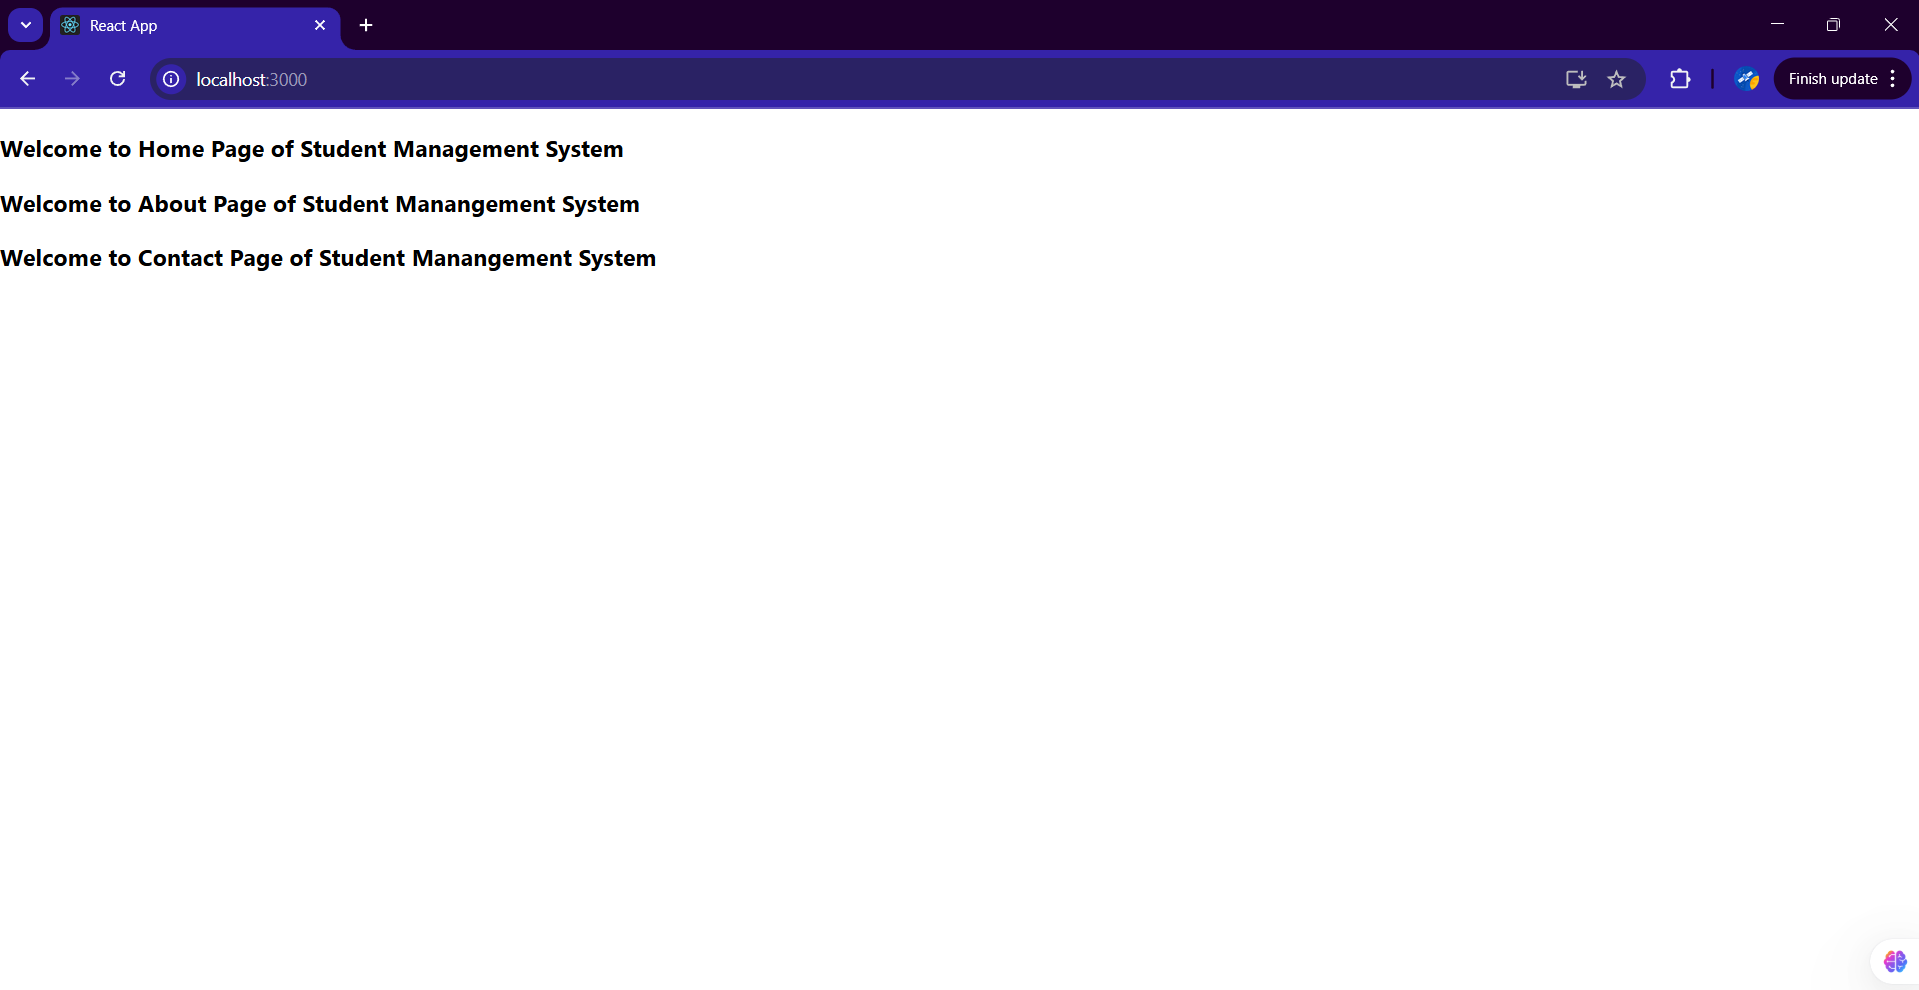 React App
localhost:3000
Finish update
Welcome to Home Page of Student Management System
Welcome to About Page of Student Manangement System
Welcome to Contact Page of Student Manangement System